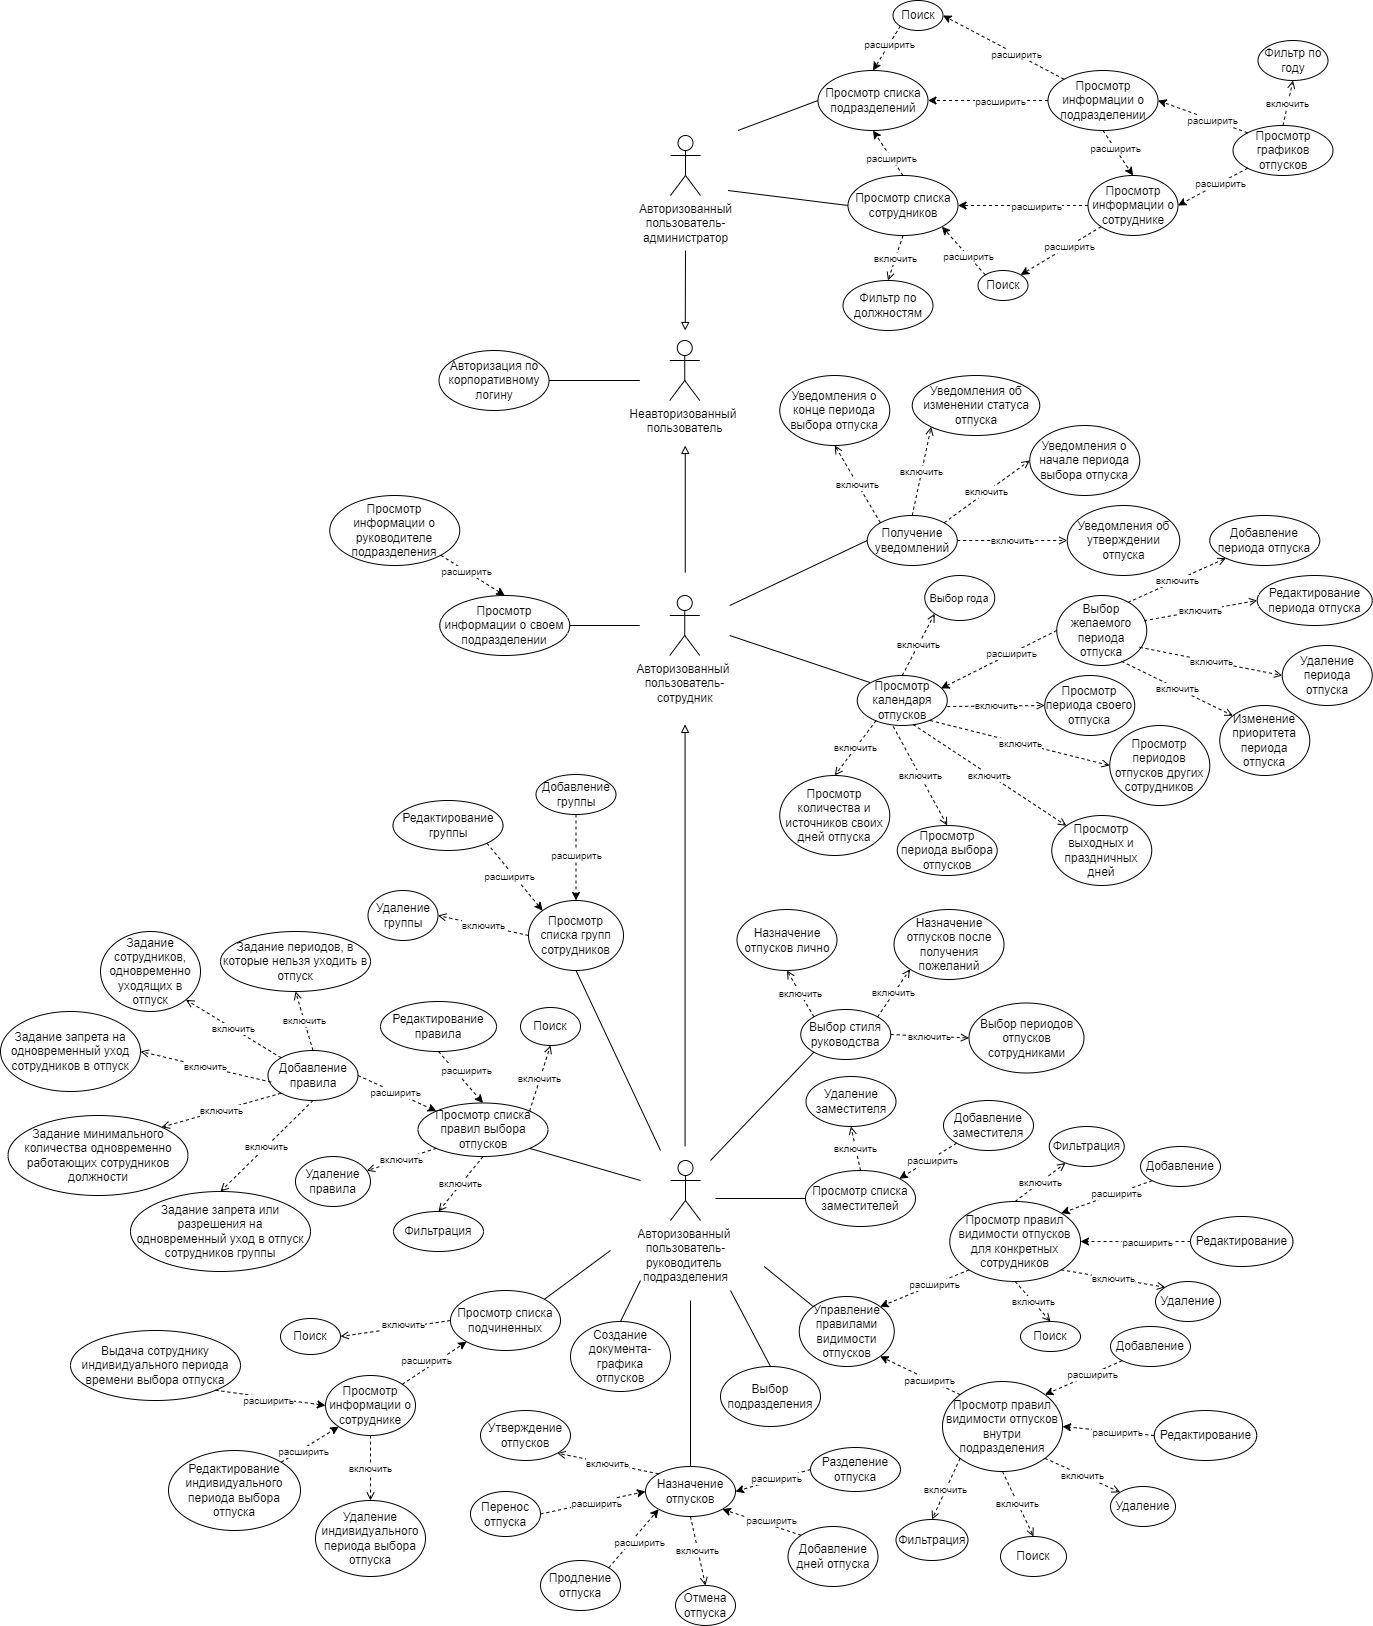 Поиск
расширить
расширить
Фильтр по
году
включить
Просмотр списка
подразделений
расширить
Просмотр
информации о
подразделении
расширить
Просмотр
графиков
отпусков
расширить
расширить
расширить
Авторизованный
пользователь-
администратор
Просмотр списка
сотрудников
расширить
Просмотр
информации о
сотруднике
включить
расширить
расширить
Фильтр по
должностям
Поиск
Авторизация по
корпоративному
логину
Неавторизованный
пользователь
Уведомления о
конце периода
выбора отпуска
Уведомления об
изменении статуса
отпуска
Уведомления о
начале периода
выбора отпуска
включить
включить
включить
Получение
уведомлений
включить
Уведомления об
утверждении
отпуска
Просмотр
информации о
руководителе
подразделения
расширить
Просмотр
информации о своем
подразделении
Авторизованный
пользователь-
сотрудник
Добавление
периода отпуска
включить
Выбор года
включить
Выбор
желаемого
периода
отпуска
включить
Редактирование
периода отпуска
расширить
включить
Удаление
периода
отпуска
включить
Изменение
приоритета
периода
отпуска
Просмотр
календаря
отпусков
включить
Просмотр
периода своего
отпуска
включить
включить
Просмотр
периодов
отпусков других
сотрудников
включить
включить
Просмотр
количества и
источников своих
дней отпуска
Просмотр
периода выбора
отпусков
Просмотр
выходных и
праздничных
дней
Добавление
группы
Редактирование
группы
расширить
расширить
Удаление
группы
включить
Просмотр
списка групп
сотрудников
Назначение
отпусков лично
Назначение
отпусков после
получения
пожеланий
включить
включить
Выбор стиля
руководства
включить
Выбор периодов
отпусков
сотрудниками
Задание
сотрудников,
одновременно
уходящих в
отпуск
Задание периодов, в
которые нельзя уходить в
отпуск
включить
включить
Задание запрета на
одновременный уход
сотрудников в отпуск
включить
Добавление
правила
Редактирование
правила
Поиск
расширить
включить
расширить
включить
Просмотр списка
правил выбора
отпусков
Задание минимального
количества одновременно
работающих сотрудников
должности
включить
включить
Удаление
правила
включить
Задание запрета или
разрешения на
одновременный уход в отпуск
сотрудников группы
Фильтрация
Удаление
заместителя
Добавление
заместителя
включить
расширить
Просмотр списка
заместителей
Авторизованный
пользователь-
руководитель
подразделения
Фильтрация
Добавление
включить
расширить
Просмотр правил
видимости отпусков
для конкретных
сотрудников
расширить
Редактирование
расширить
включить
Удаление
включить
Поиск
Управление
правилами
видимости
отпусков
расширить
Добавление
расширить
Просмотр правил
видимости отпусков
внутри
подразделения
расширить
Редактирование
включить
включить
включить
Удаление
Фильтрация
Поиск
Просмотр списка
подчиненных
включить
Поиск
расширить
Выдача сотруднику
индивидуального периода
времени выбора отпуска
расширить
Просмотр
информации о
сотруднике
расширить
включить
Редактирование
индивидуального
периода выбора
отпуска
Удаление
индивидуального
периода выбора
отпуска
Создание
документа-
графика
отпусков
Выбор
подразделения
Утверждение
отпусков
включить
Разделение
отпуска
расширить
Назначение
отпусков
Перенос
отпуска
расширить
расширить
расширить
включить
Добавление
дней отпуска
Продление
отпуска
Отмена
отпуска